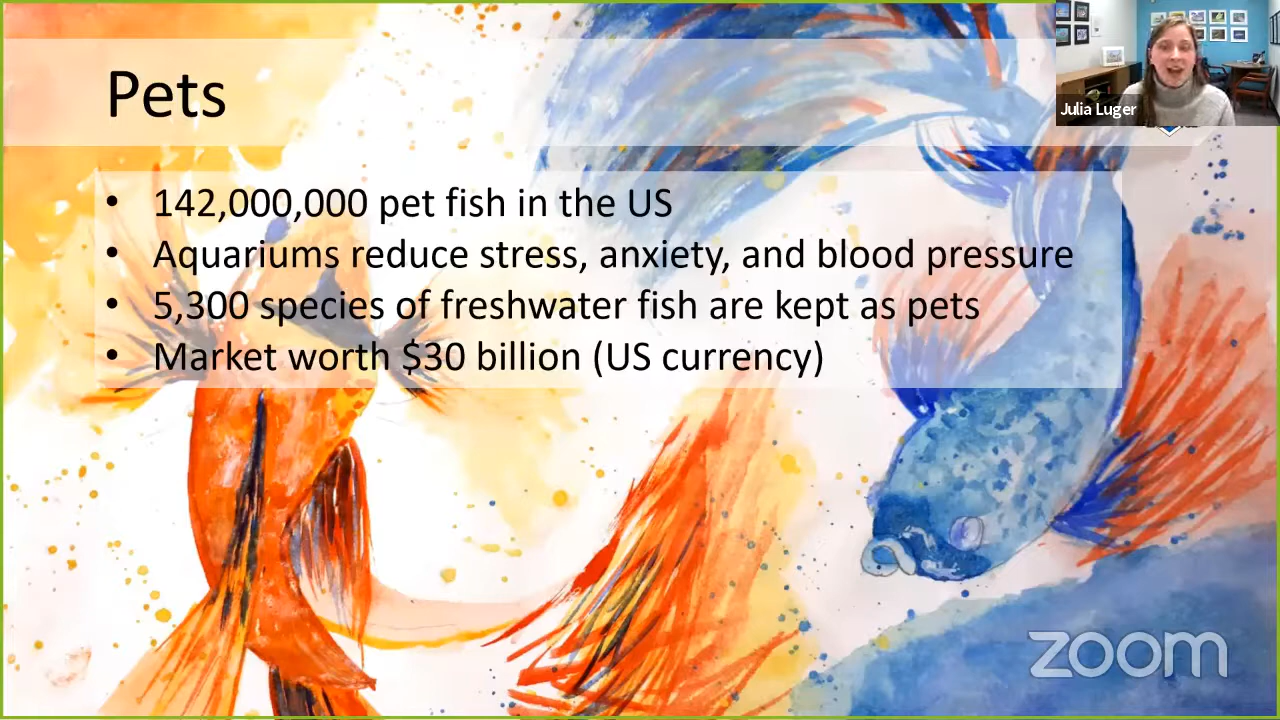 Pets
Julia Luger
• 142,000,000 pet fish in the US
• Aquariums reduce stress, anxiety, and blood pressure
• 5,300 species of freshwater fish are kept as pets
• Market worth $30 billion (US currency)
zoom